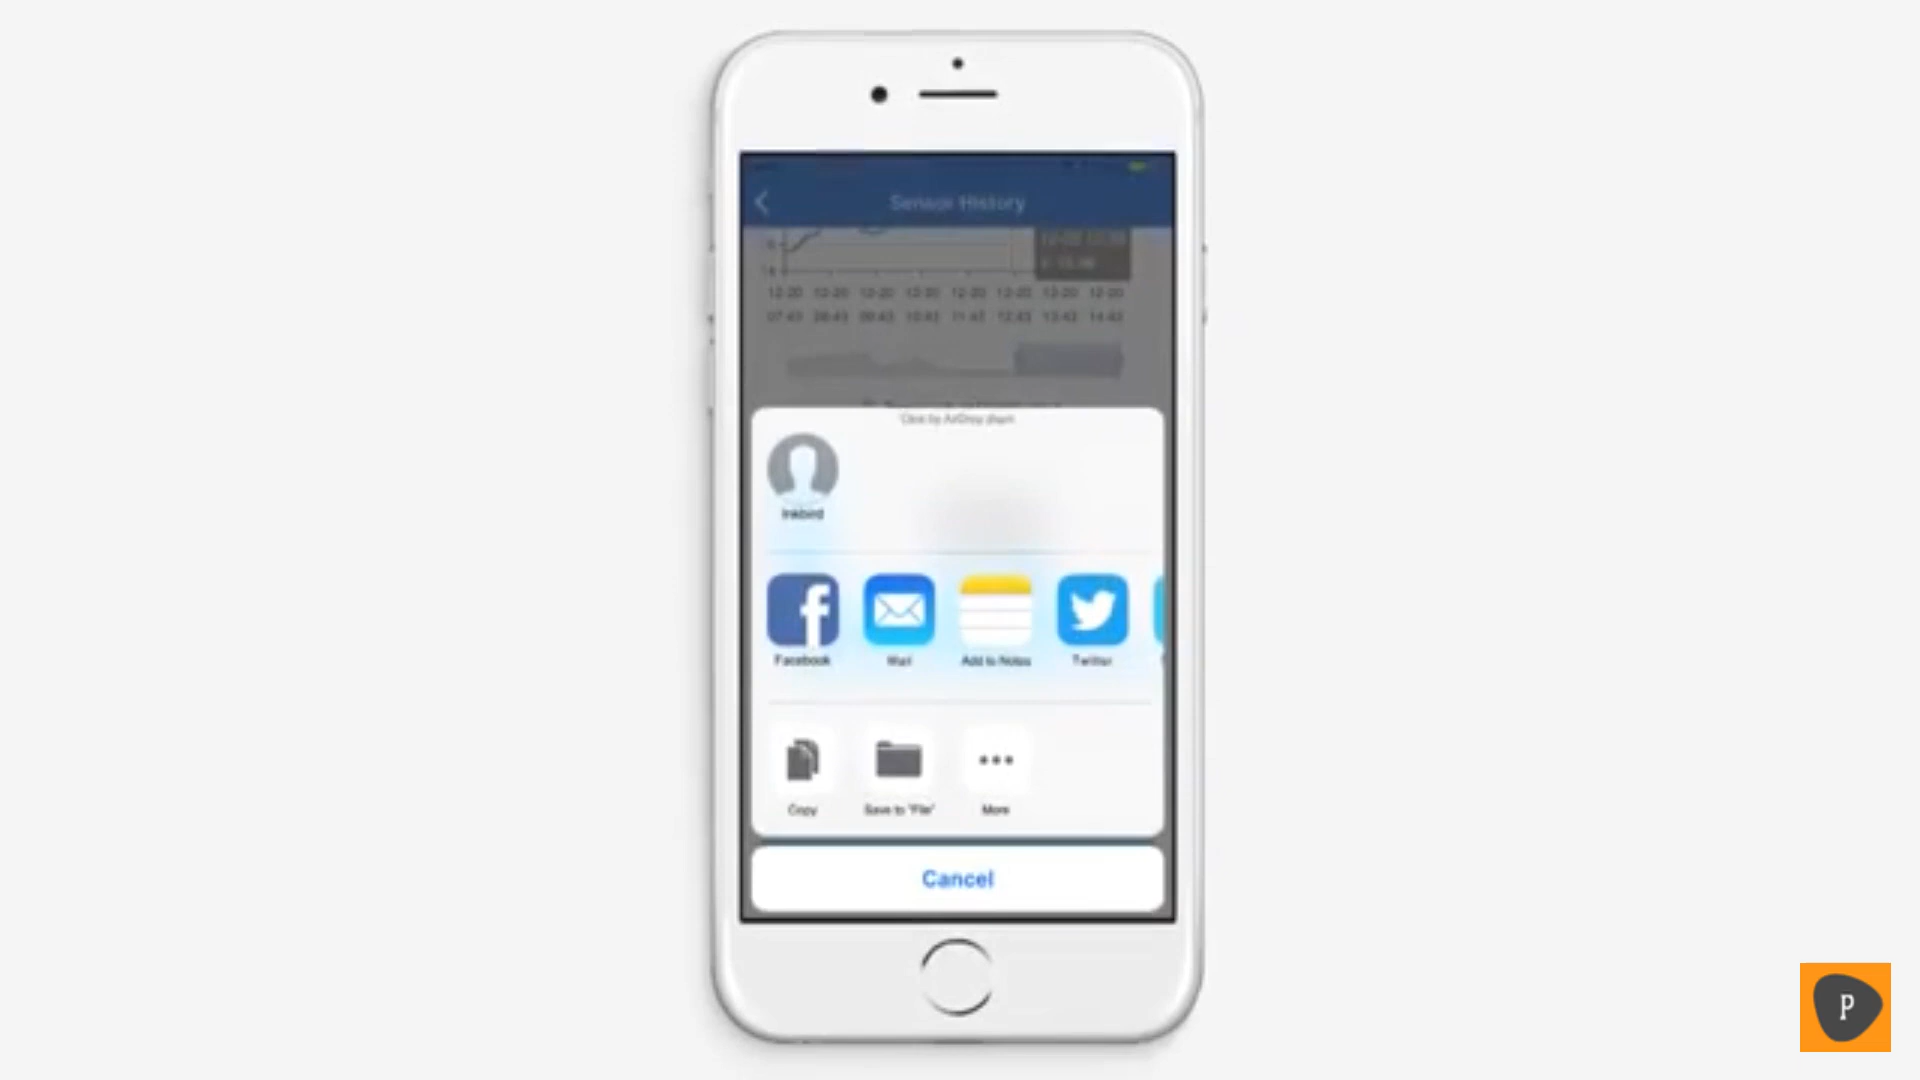 Sensor History
12-20 12-20 12-20 12-20 12-20 12-20 12-20 12-20
07:43 08:43 09:43 10:43 11:43 12:43 13:43 14:43
Inkbird
Facebook Mail Add to Notes Twitter
Copy Save to "File" More
Cancel
P